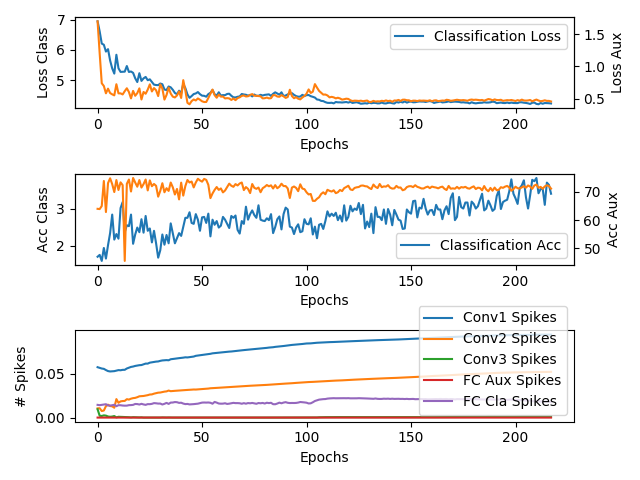 7
6
5
Loss Class
Classification Loss
1.5
1.0
0.5
Loss Aux
0 50 100 150 200
Epochs
3
2
Acc Class
Classification Acc
70
60
50
Acc Aux
0 50 100 150 200
Epochs
0.05
0.00
# Spikes
Conv1 Spikes
Conv2 Spikes
Conv3 Spikes
FC Aux Spikes
FC Cla Spikes
0 50 100 150 200
Epochs